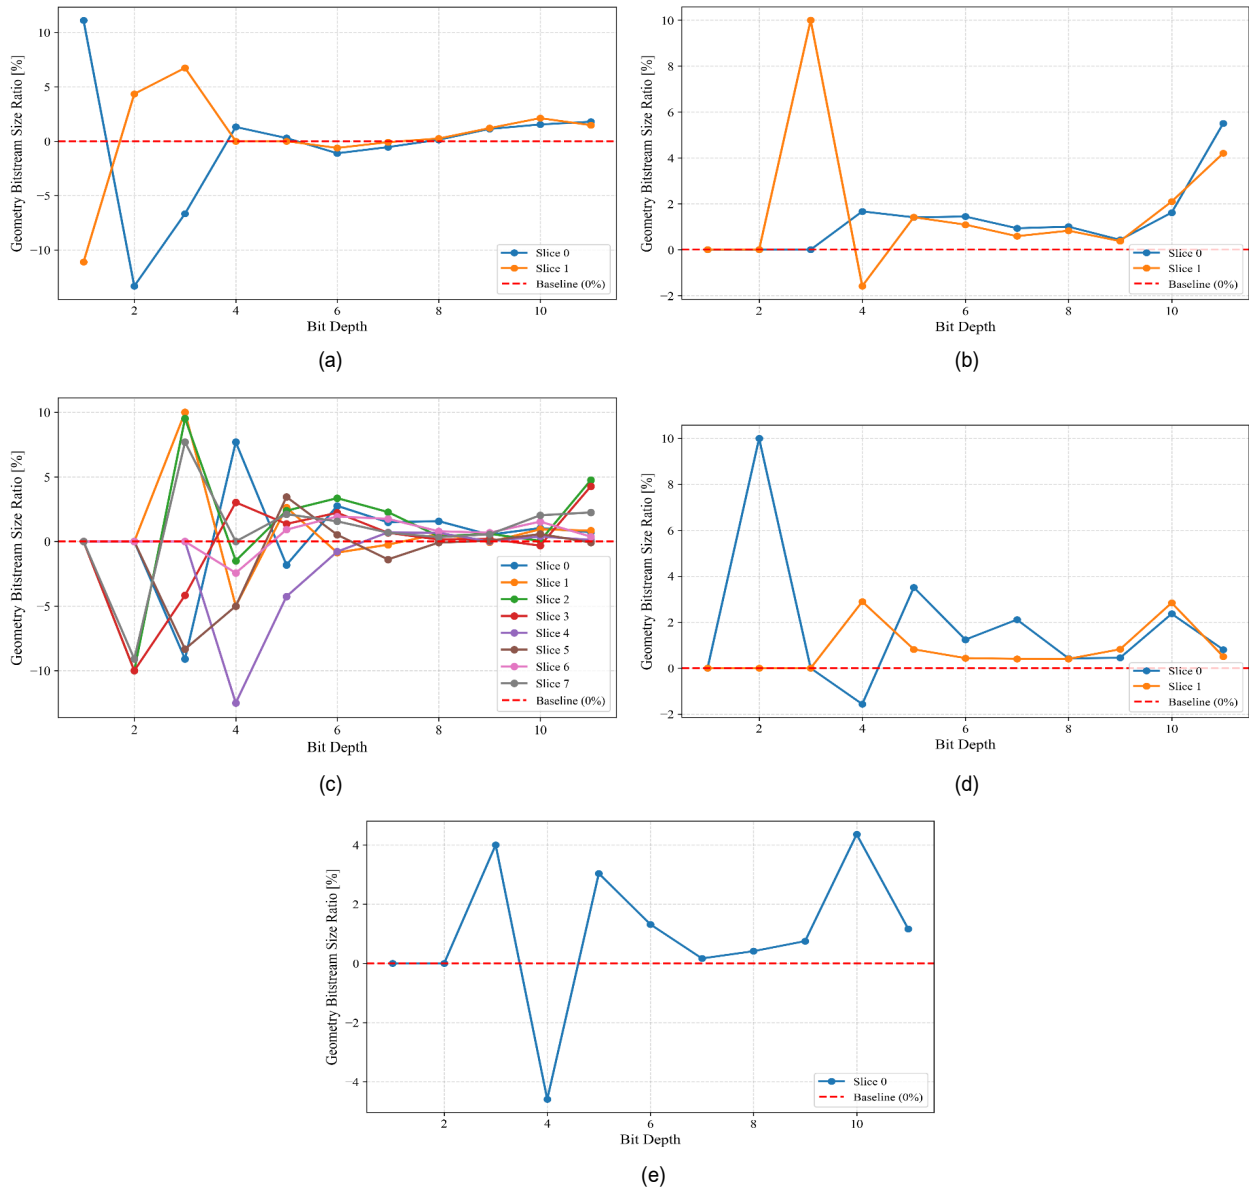 Geometry Bitstream Size Ratio [%]
10
5
0
−5
−10
2
4
6
8
10
Bit Depth
Slice 0
Slice 1
Baseline (0%)
(a)
Geometry Bitstream Size Ratio [%]
10
8
6
4
2
0
−2
2
4
6
8
10
Bit Depth
Slice 0
Slice 1
Baseline (0%)
(b)
Geometry Bitstream Size Ratio [%]
10
5
0
−5
−10
2
4
6
8
10
Bit Depth
Slice 0
Slice 1
Slice 2
Slice 3
Slice 4
Slice 5
Slice 6
Slice 7
Baseline (0%)
(c)
Geometry Bitstream Size Ratio [%]
10
8
6
4
2
0
−2
2
4
6
8
10
Bit Depth
Slice 0
Slice 1
Baseline (0%)
(d)
Geometry Bitstream Size Ratio [%]
4
2
0
−2
−4
2
4
6
8
10
Bit Depth
Slice 0
Baseline (0%)
(e)